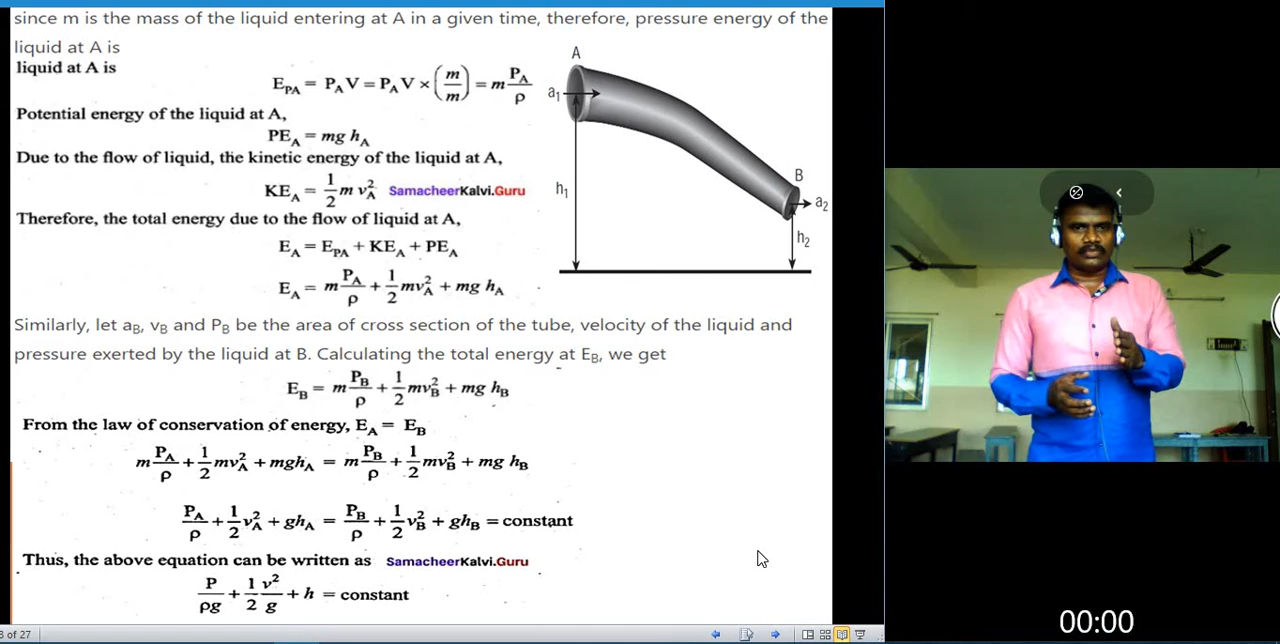 since m is the mass of the liquid entering at A in a given time, therefore, pressure energy of the
liquid at A is
liquid at A is
E_PA = P_A V = P_A V × (m/m) = m P_A/ρ
Potential energy of the liquid at A,
PE_A = mg h_A
Due to the flow of liquid, the kinetic energy of the liquid at A,
KE_A = 1/2 m v_A^2 SamacheerKalvi.Guru
Therefore, the total energy due to the flow of liquid at A,
E_A = E_PA + KE_A + PE_A
E_A = m P_A/ρ + 1/2 mv_A^2 + mg h_A
A
a1
h1
B
a2
h2
Similarly, let a_B, v_B and P_B be the area of cross section of the tube, velocity of the liquid and
pressure exerted by the liquid at B. Calculating the total energy at E_B, we get
E_B = m P_B/ρ + 1/2 mv_B^2 + mg h_B
From the law of conservation of energy, E_A = E_B
m P_A/ρ + 1/2 mv_A^2 + mgh_A = m P_B/ρ + 1/2 mv_B^2 + mg h_B
P_A/ρ + 1/2 v_A^2 + gh_A = P_B/ρ + 1/2 v_B^2 + gh_B = constant
Thus, the above equation can be written as SamacheerKalvi.Guru
P/ρg + 1/2 v^2/g + h = constant
of 27
00:00